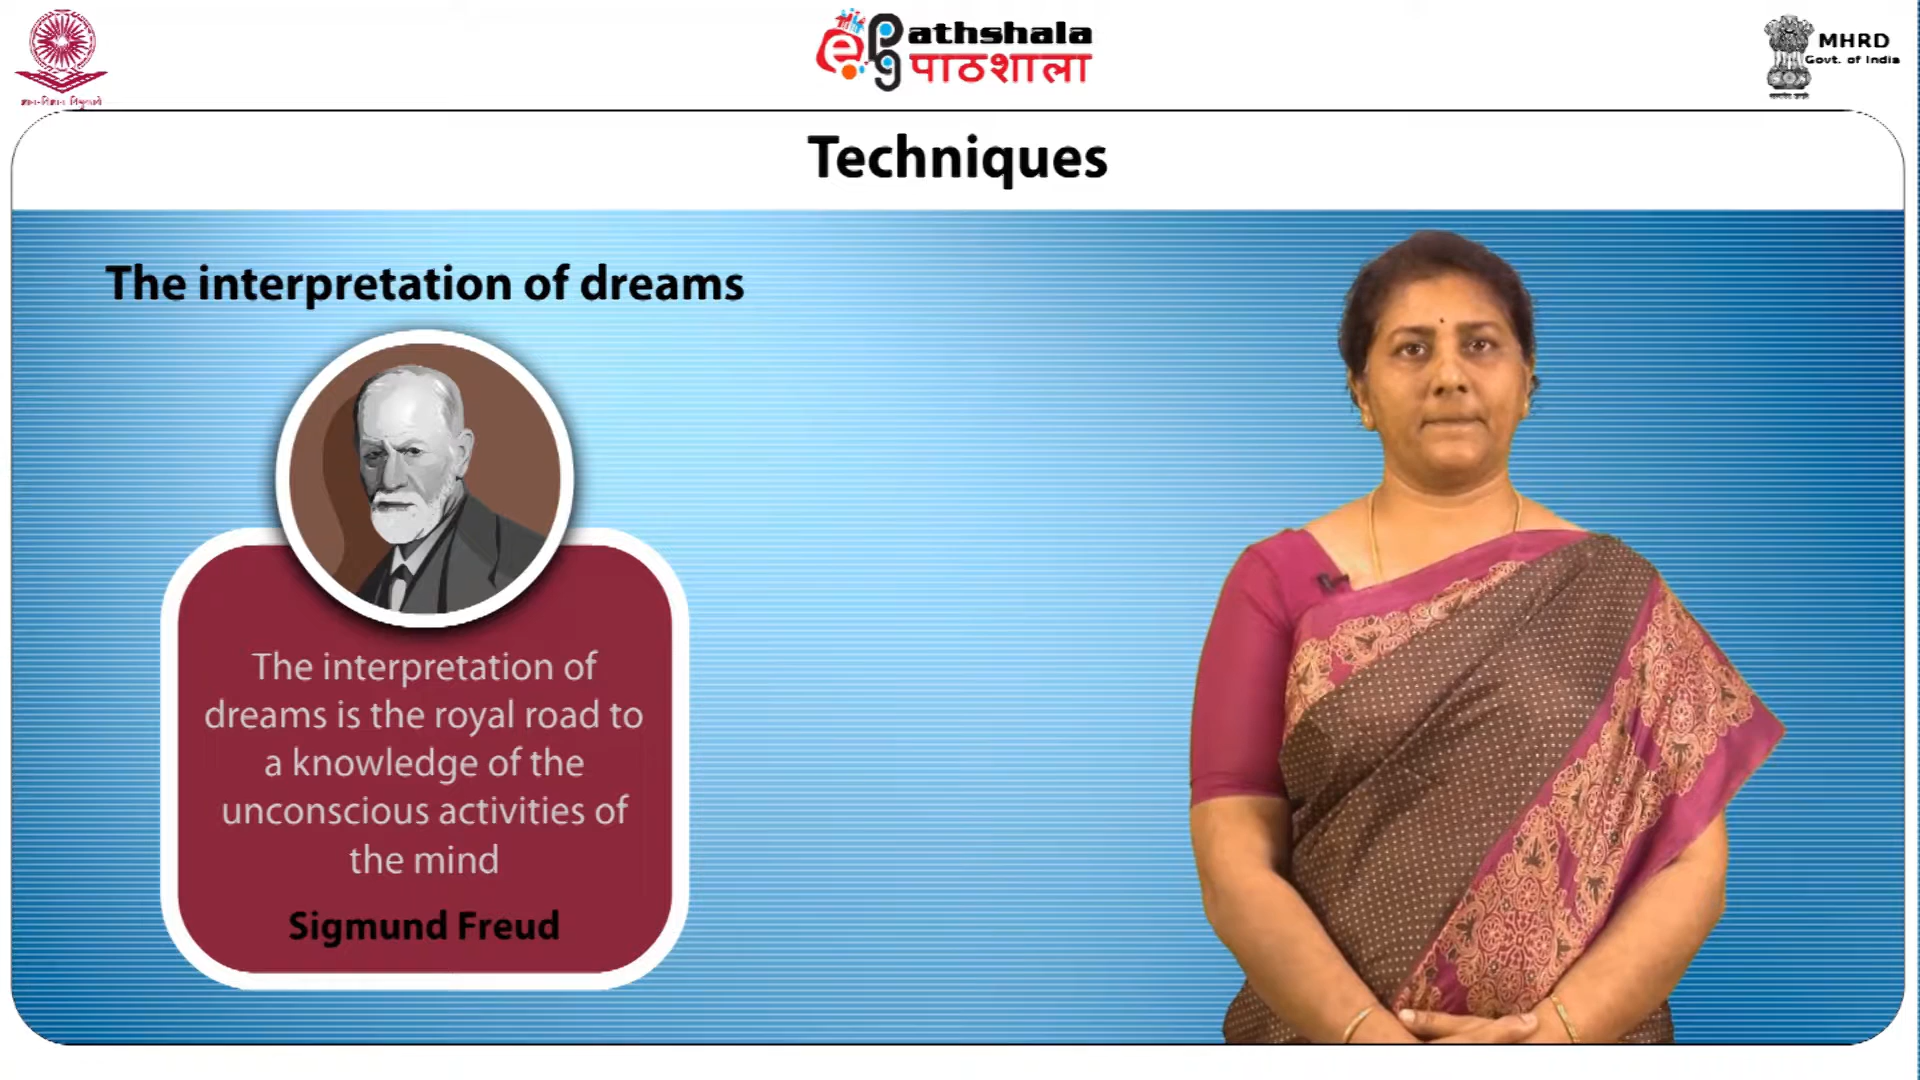 ePG athshala
पाठशाला
MHRD
Govt. of India
Techniques
The interpretation of dreams
The interpretation of
dreams is the royal road to
a knowledge of the
unconscious activities of
the mind
Sigmund Freud